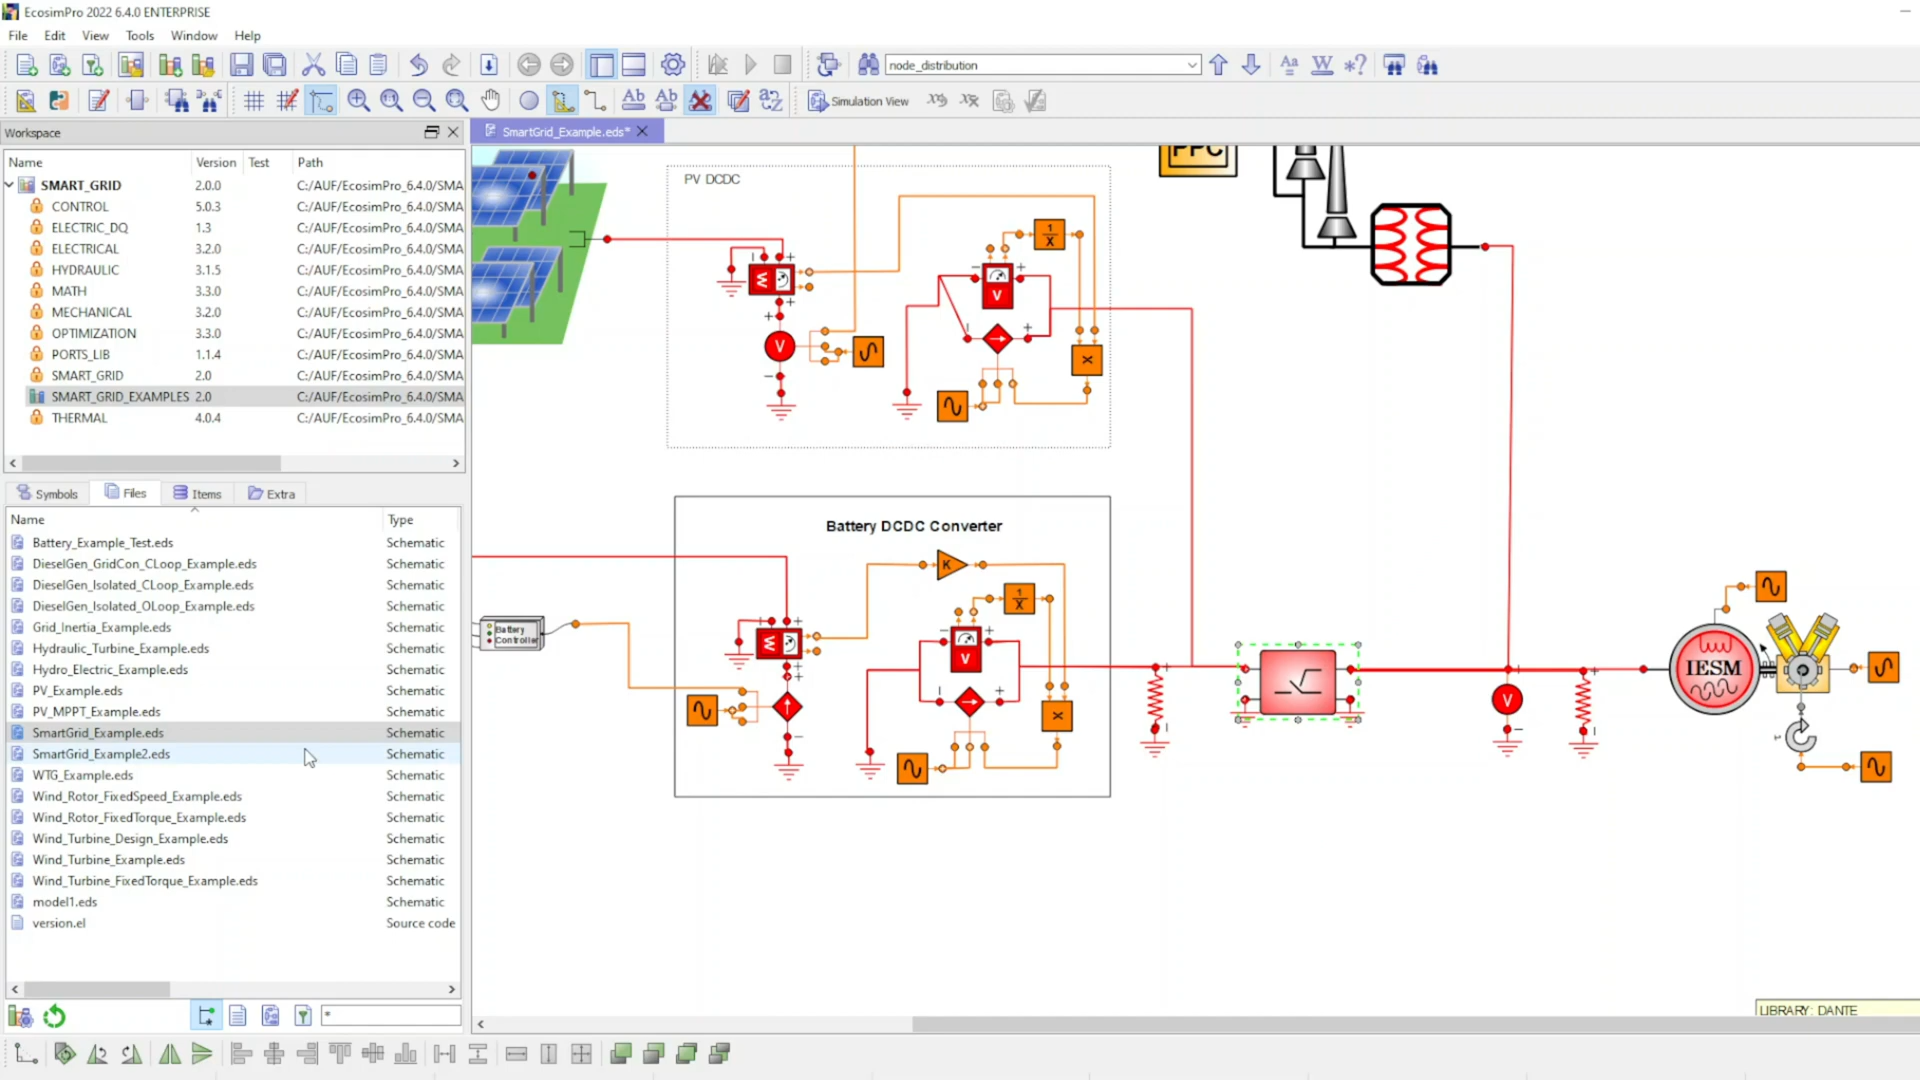 EcosimPro 2022 6.4.0 ENTERPRISE
File Edit View Tools Window Help
node_distribution
Simulation View
Workspace
SmartGrid_Example.eds*
Name Version Test Path
SMART_GRID 2.0.0 C:/AUF/EcosimPro_6.4.0/SMA
CONTROL 5.0.3 C:/AUF/EcosimPro_6.4.0/SMA
ELECTRIC_DQ 1.3 C:/AUF/EcosimPro_6.4.0/SMA
ELECTRICAL 3.2.0 C:/AUF/EcosimPro_6.4.0/SMA
HYDRAULIC 3.1.5 C:/AUF/EcosimPro_6.4.0/SMA
MATH 3.3.0 C:/AUF/EcosimPro_6.4.0/SMA
MECHANICAL 3.2.0 C:/AUF/EcosimPro_6.4.0/SMA
OPTIMIZATION 3.3.0 C:/AUF/EcosimPro_6.4.0/SMA
PORTS_LIB 1.1.4 C:/AUF/EcosimPro_6.4.0/SMA
SMART_GRID 2.0 C:/AUF/EcosimPro_6.4.0/SMA
SMART_GRID_EXAMPLES 2.0 C:/AUF/EcosimPro_6.4.0/SMA
THERMAL 4.0.4 C:/AUF/EcosimPro_6.4.0/SMA
Symbols Files Items Extra
Name Type
Battery_Example_Test.eds Schematic
DieselGen_GridCon_CLoop_Example.eds Schematic
DieselGen_Isolated_CLoop_Example.eds Schematic
DieselGen_Isolated_OLoop_Example.eds Schematic
Grid_Inertia_Example.eds Schematic
Hydraulic_Turbine_Example.eds Schematic
Hydro_Electric_Example.eds Schematic
PV_Example.eds Schematic
PV_MPPT_Example.eds Schematic
SmartGrid_Example.eds Schematic
SmartGrid_Example2.eds Schematic
WTG_Example.eds Schematic
Wind_Rotor_FixedSpeed_Example.eds Schematic
Wind_Rotor_FixedTorque_Example.eds Schematic
Wind_Turbine_Design_Example.eds Schematic
Wind_Turbine_Example.eds Schematic
Wind_Turbine_FixedTorque_Example.eds Schematic
model1.eds Schematic
version.el Source code
*
PPC
PV DCDC
1
X
W
V
V
X
Battery DCDC Converter
K
1
X
Battery
Controller
W
V
X
V
IESM
LIBRARY: DANTE